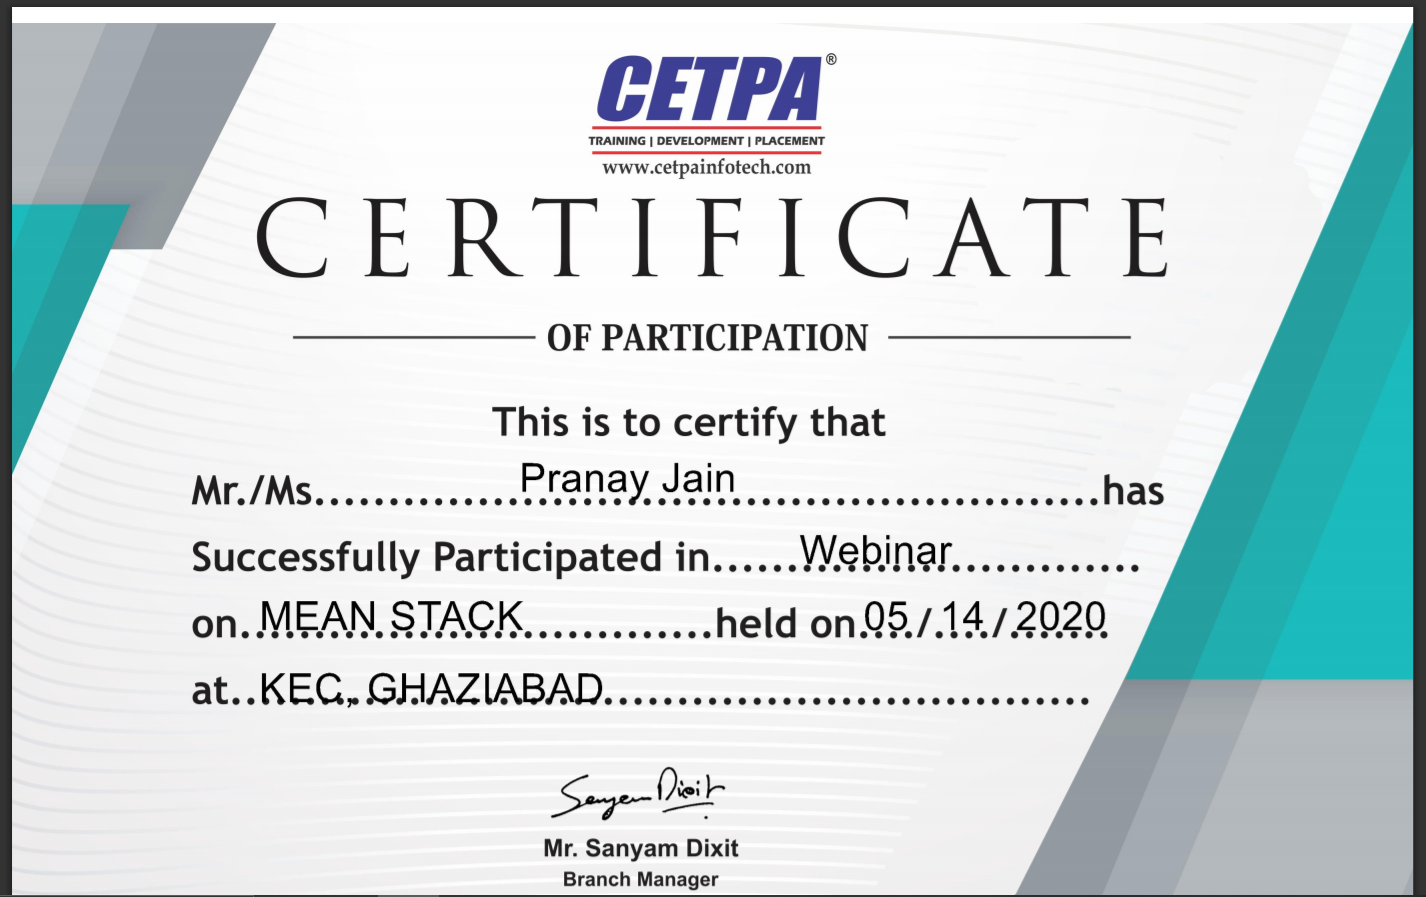 CETPA®
TRAINING | DEVELOPMENT | PLACEMENT
www.cetpainfotech.com
CERTIFICATE
OF PARTICIPATION
This is to certify that
Mr./Ms. Pranay Jain has
Successfully Participated in Webinar
on MEAN STACK held on 05/14/2020
at KEC, GHAZIABAD
Sanyam Dixit
Mr. Sanyam Dixit
Branch Manager